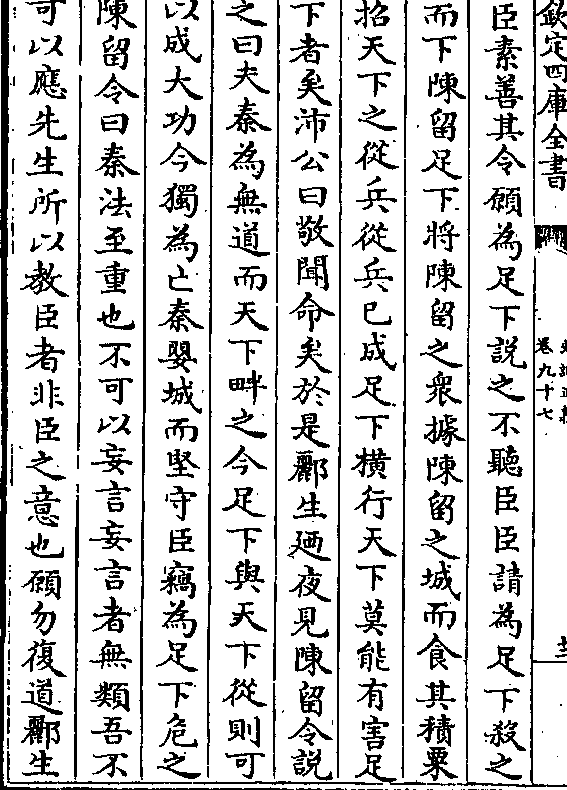 欽定四庫全書
卷九十七
臣素善其令願為足下説之不聽臣臣請為足下殺之
而下陳留足下將陳留之衆據陳留之城而食其積粟
招天下之從兵從兵已成足下横行天下莫能有害足
下者矣沛公曰敬聞命矣於是酈生廼夜見陳留令説
之曰夫秦為無道而天下畔之今足下與天下從則可
以成大功今獨為亡秦嬰城而堅守臣竊為足下危之
陳留令曰秦法至重也不可以妄言妄言者無類吾不
可以應先生所以教臣者非臣之意也願勿復道酈生